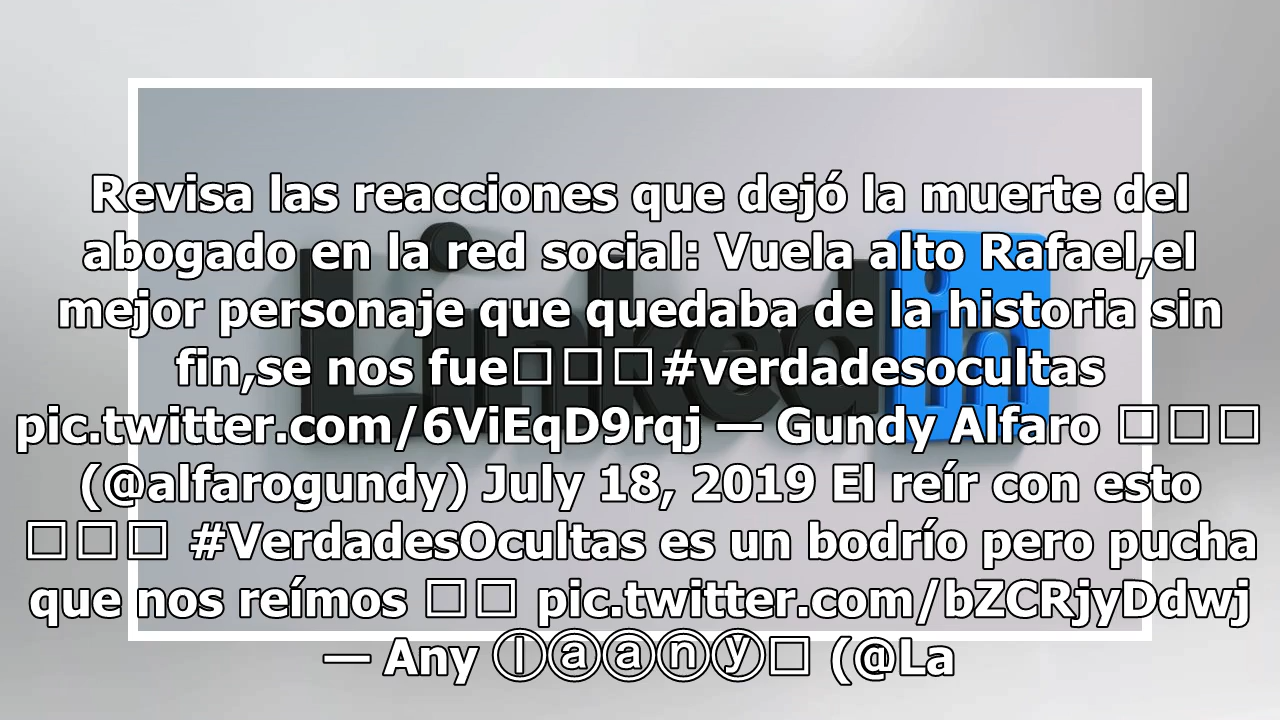 Revisa las reacciones que dejó la muerte del
abogado en la red social: Vuela alto Rafael,el
mejor personaje que quedaba de la historia sin
fin,se nos fue□□□#verdadesocultas
pic.twitter.com/6ViEqD9rqj — Gundy Alfaro □□□
(@alfarogundy) July 18, 2019 El reír con esto
□□□ #VerdadesOcultas es un bodrío pero pucha
que nos reímos □□ pic.twitter.com/bZCRjyDdwj
— Any ⓛⓐⓐⓝⓨ□ (@La
Linkedin